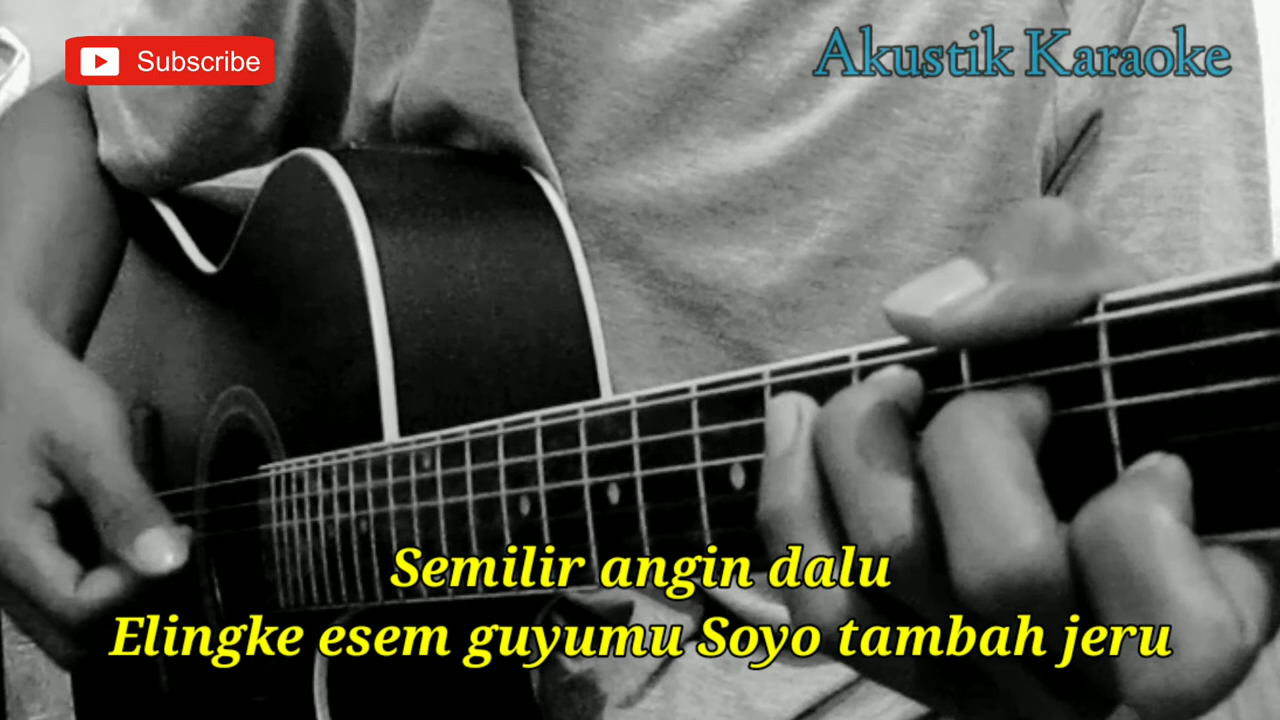 Subscribe
Akustik Karaoke
Semilir angin dalu
Elingke esem guyumu Soyo tambah jeru